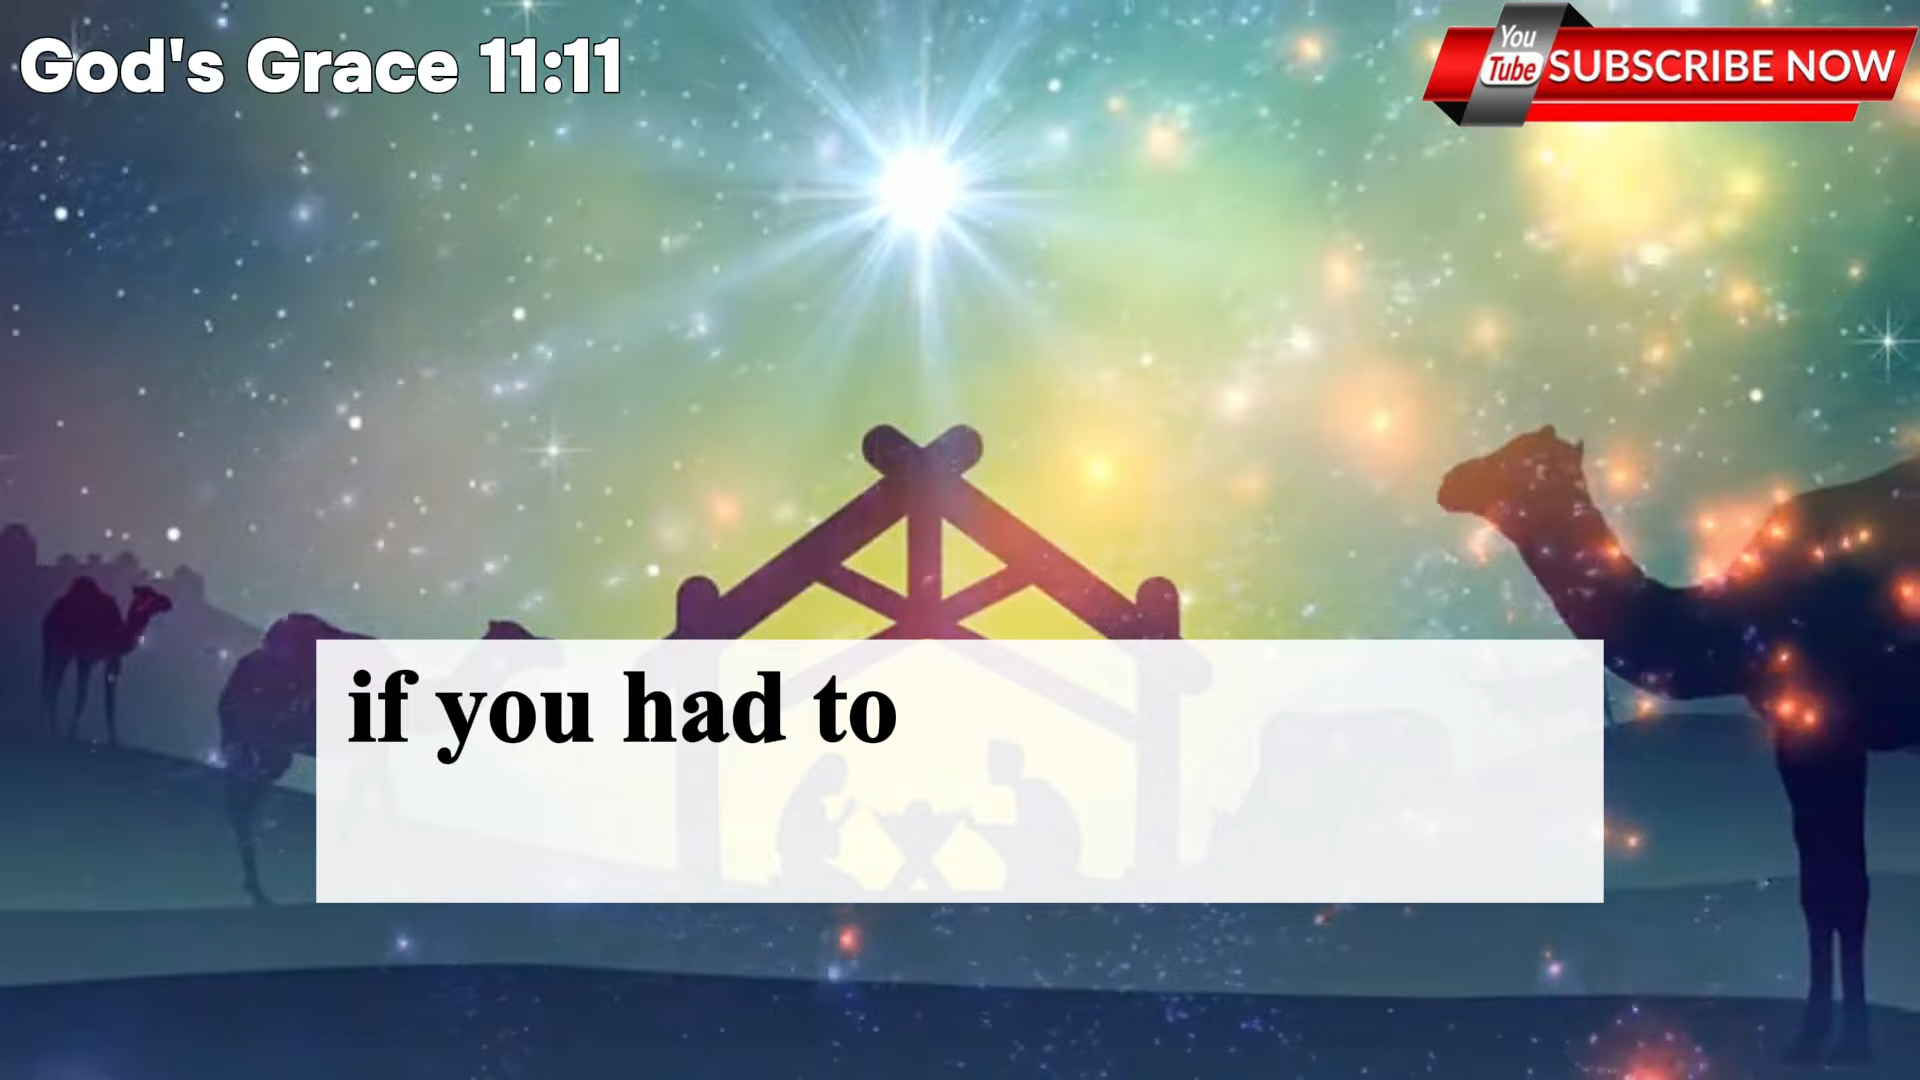 God's Grace 11:11
You
Tube
SUBSCRIBE NOW
if you had to